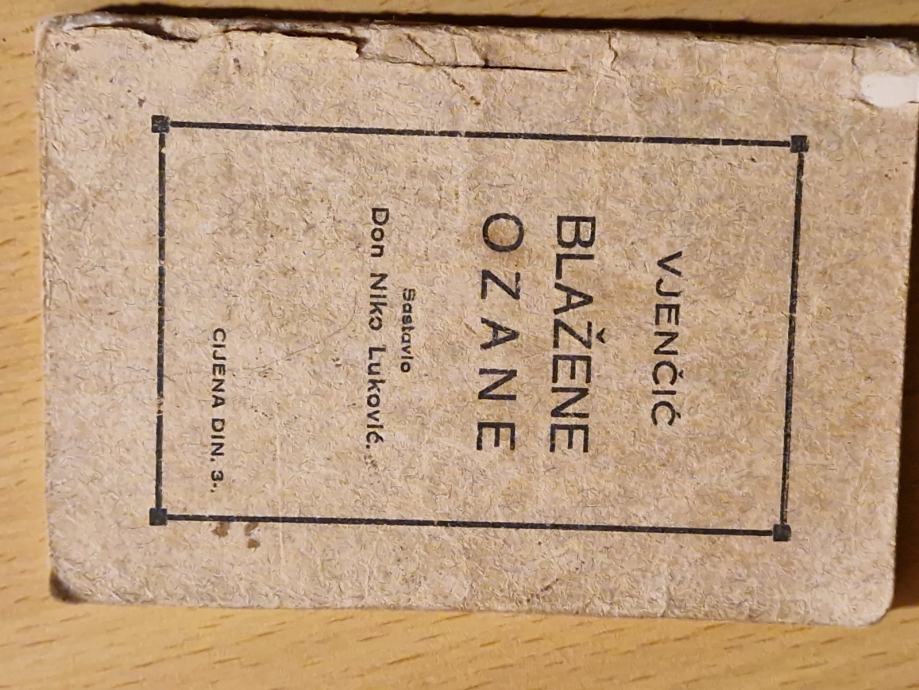 VJENČIĆ
BLAŽENE
OZANE
Sastavio
Don Niko Luković.
CIJENA DIN. 3.